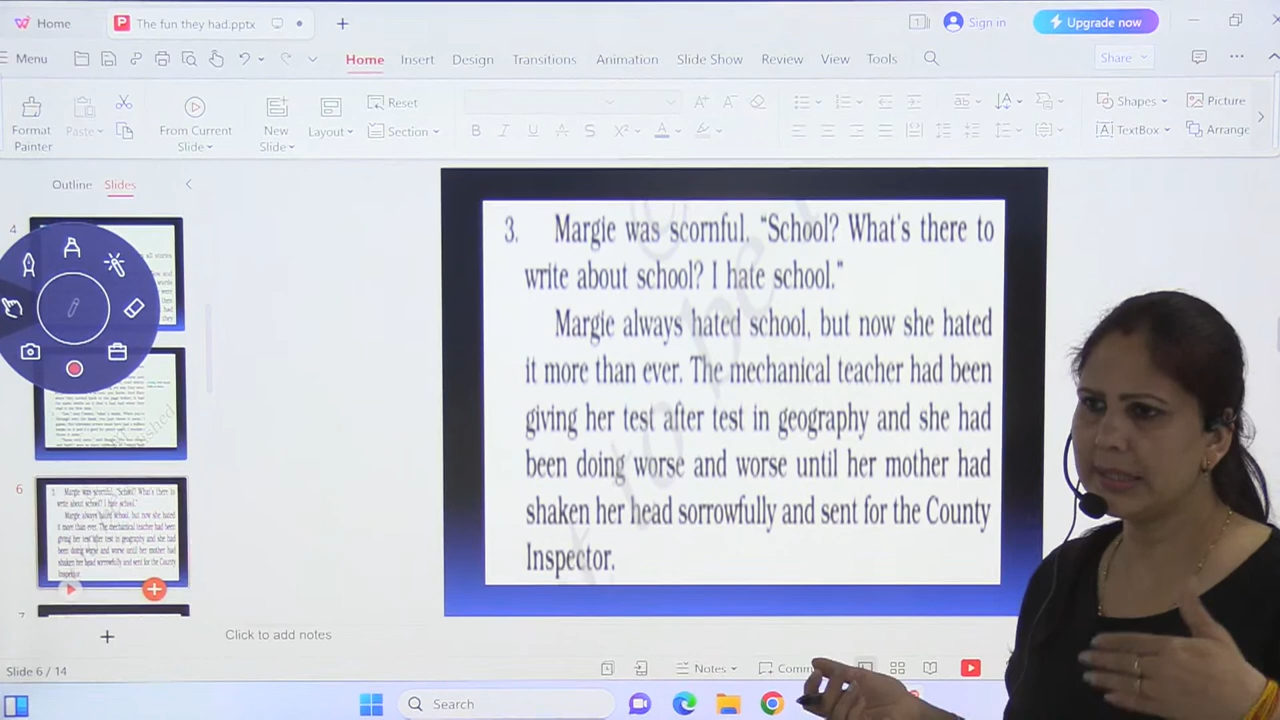 Home
The fun they had.pptx
Sign in
Upgrade now
Menu
Home Insert Design Transitions Animation Slide Show Review View Tools
Share
Format Painter
Reset
From Current Slide
New Slide
Layout
Section
B I U A S X²
Shapes
Picture
TextBox
Arrange
Outline Slides
4
6
3. Margie was scornful. “School? What's there to
write about school? I hate school.”
Margie always hated school, but now she hated
it more than ever. The mechanical teacher had been
giving her test after test in geography and she had
been doing worse and worse until her mother had
shaken her head sorrowfully and sent for the County
Inspector.
Click to add notes
Slide 6 / 14
Notes
Search